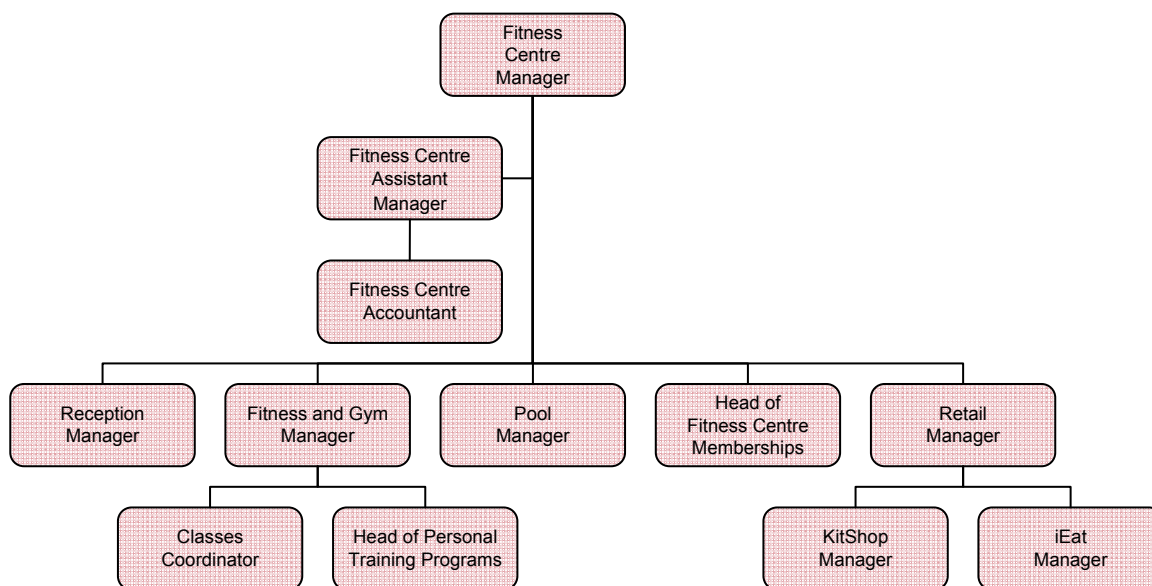 Fitness
Centre
Manager
Fitness Centre
Assistant
Manager
Fitness Centre
Accountant
Reception
Manager
Fitness and Gym
Manager
Pool
Manager
Head of
Fitness Centre
Memberships
Retail
Manager
Classes
Coordinator
Head of Personal
Training Programs
KitShop
Manager
iEat
Manager